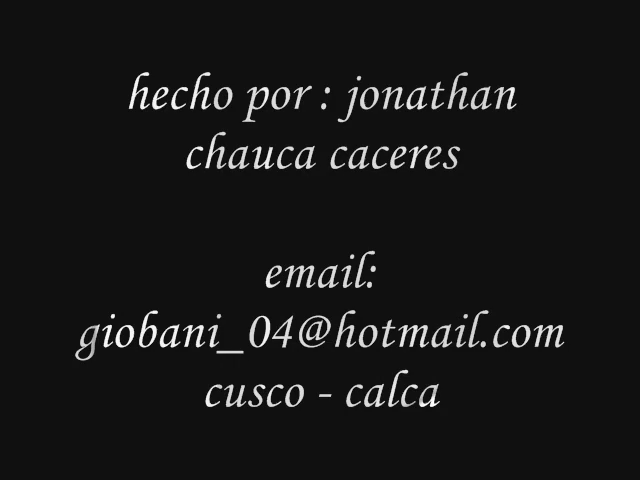 hecho por : jonathan
chauca caceres
email:
giobani_04@hotmail.com
cusco - calca